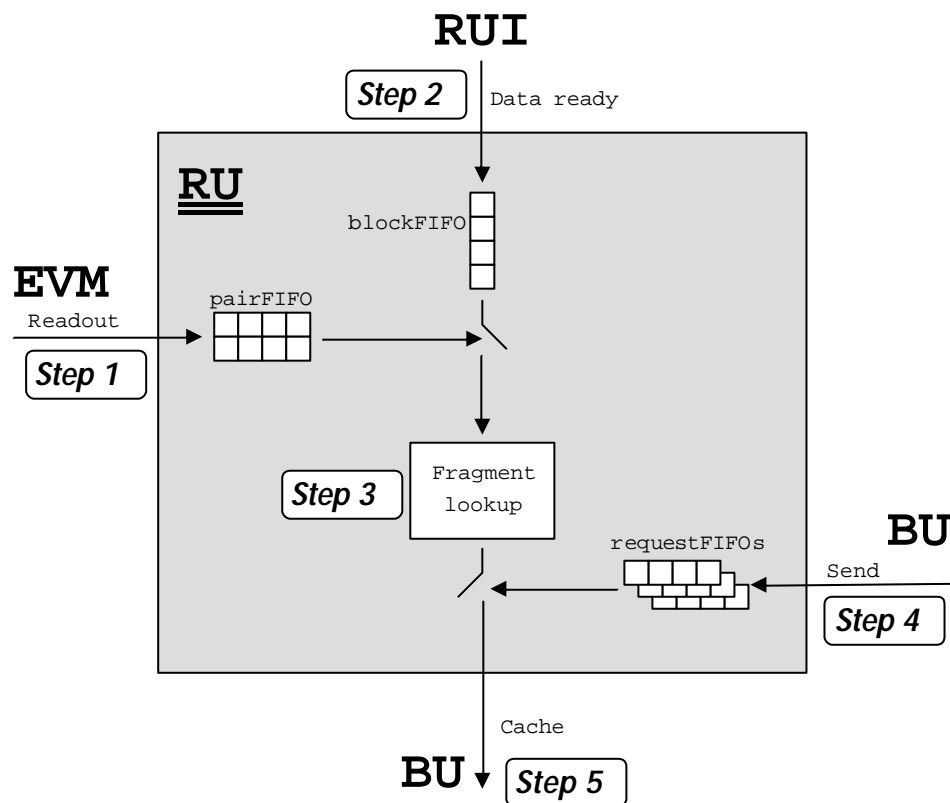 RUI
Step 2
Data ready
RU
blockFIFO
EVM
pairFIFO
Readout
Step 1
Fragment
lookup
Step 3
BU
requestFIFOs
Send
Step 4
Cache
BU
Step 5